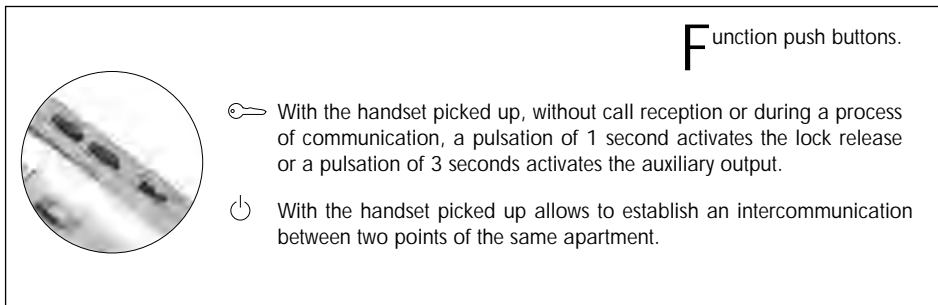 Function push buttons.
With the handset picked up, without call reception or during a process
of communication, a pulsation of 1 second activates the lock release
or a pulsation of 3 seconds activates the auxiliary output.
With the handset picked up allows to establish an intercommunication
between two points of the same apartment.